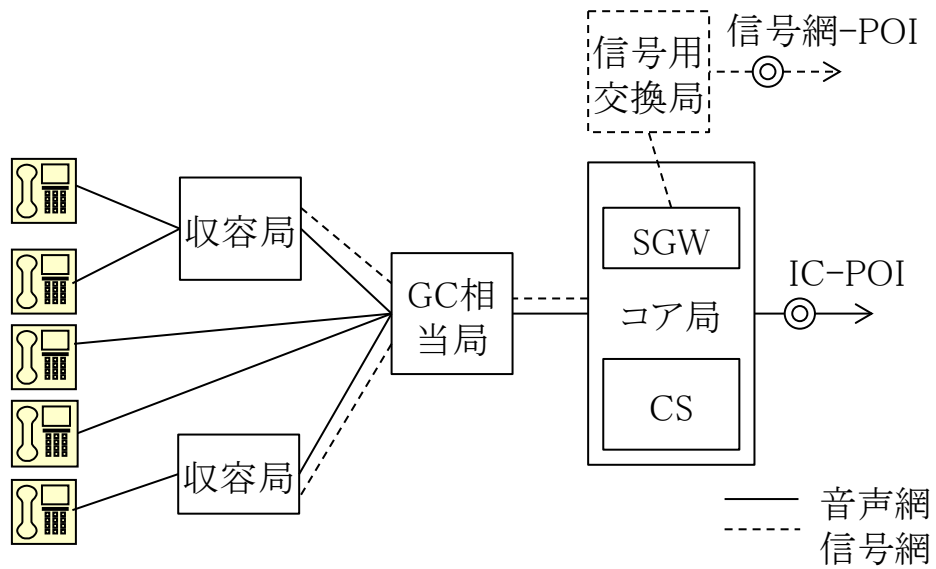 信号網-POI
信号用
交換局
収容局
SGW
GC相
当局
コア局
IC-POI
CS
収容局
音声網
信号網